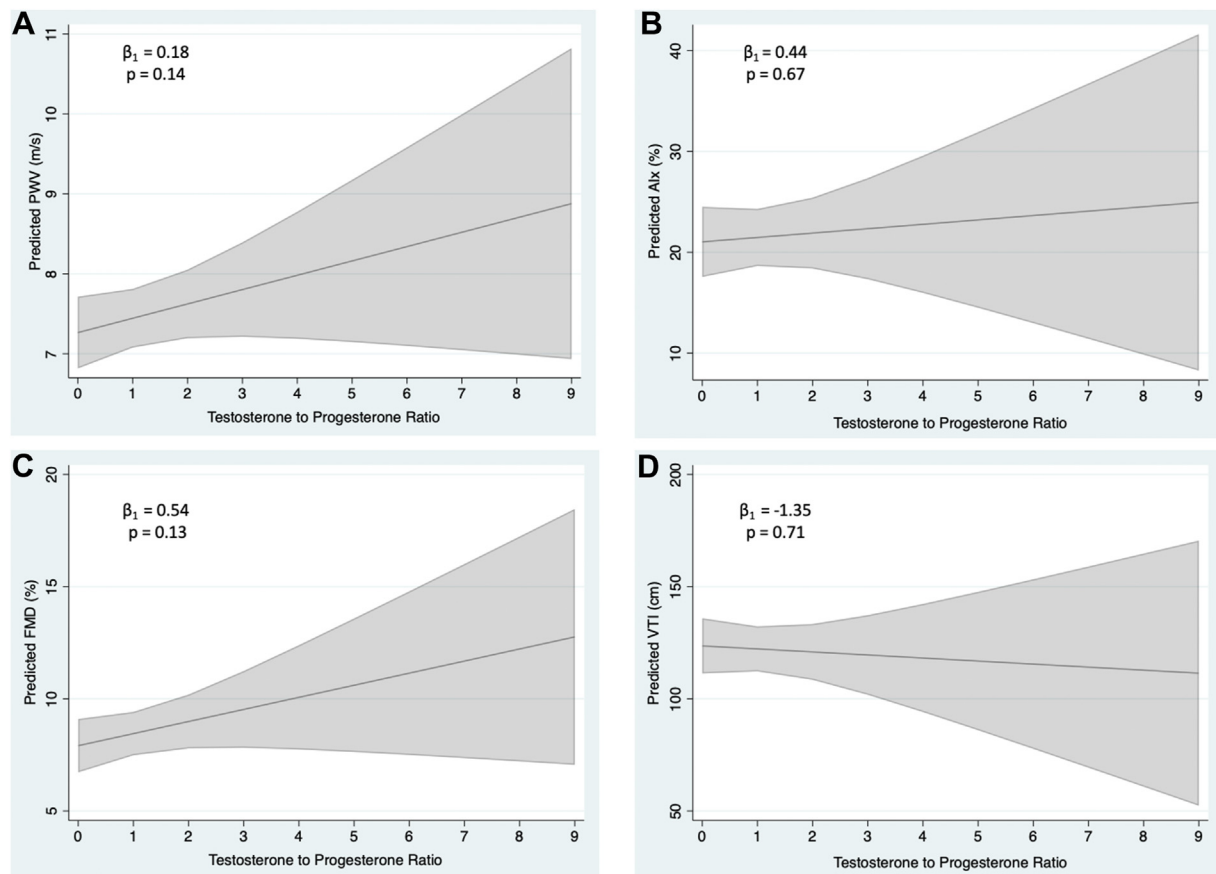 A
β₁ = 0.18
p = 0.14
11
10
9
8
7
Predicted PWV (m/s)
0 1 2 3 4 5 6 7 8 9
Testosterone to Progesterone Ratio
B
β₁ = 0.44
p = 0.67
40
30
20
10
Predicted AIx (%)
0 1 2 3 4 5 6 7 8 9
Testosterone to Progesterone Ratio
C
β₁ = 0.54
p = 0.13
20
15
10
5
Predicted FMD (%)
0 1 2 3 4 5 6 7 8 9
Testosterone to Progesterone Ratio
D
β₁ = -1.35
p = 0.71
200
150
100
50
Predicted VTI (cm)
0 1 2 3 4 5 6 7 8 9
Testosterone to Progesterone Ratio